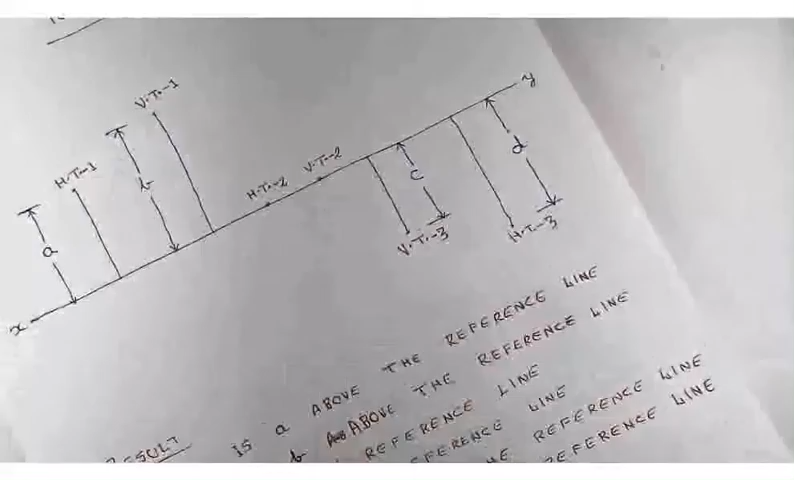 V.T.-1
H.T.-1
a
b
H.T.-2
V.T.-2
c
d
V.T.-3
H.T.-3
x
y
IS a ABOVE THE REFERENCE LINE
b ABOVE THE REFERENCE LINE
REFERENCE LINE
LINE
REFERENCE LINE
REFERENCE LINE